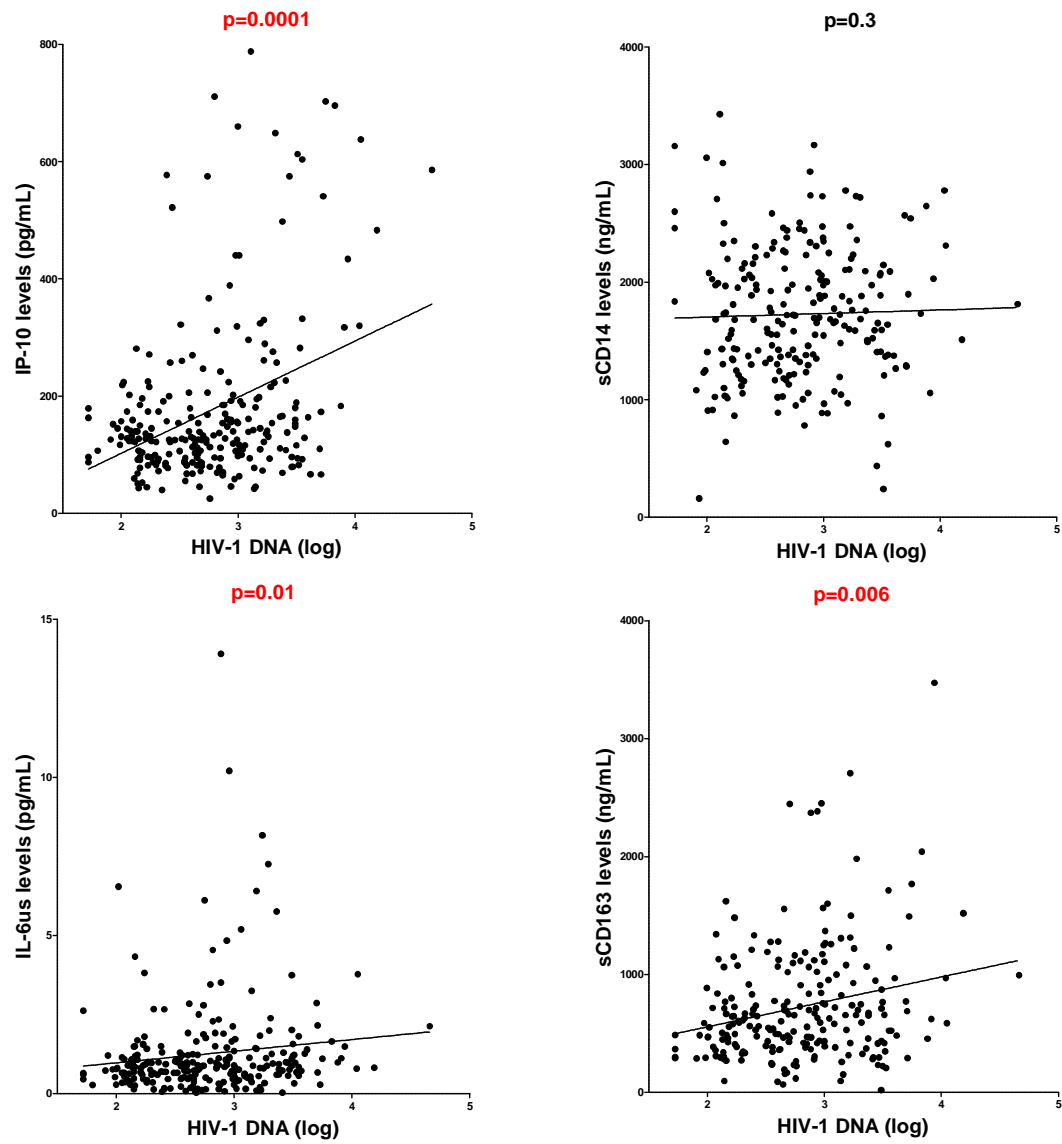 p=0.0001
IP-10 levels (pg/mL)
800
600
400
200
0
2
3
4
5
HIV-1 DNA (log)
p=0.3
sCD14 levels (ng/mL)
4000
3000
2000
1000
0
2
3
4
5
HIV-1 DNA (log)
p=0.01
IL-6us levels (pg/mL)
15
10
5
0
2
3
4
5
HIV-1 DNA (log)
p=0.006
sCD163 levels (ng/mL)
4000
3000
2000
1000
0
2
3
4
5
HIV-1 DNA (log)